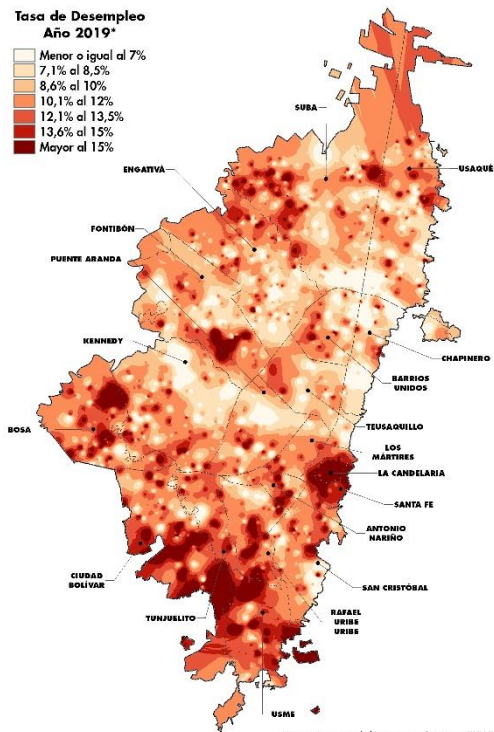 Tasa de Desempleo
Año 2019*
Menor o igual al 7%
7,1% al 8,5%
8,6% al 10%
10,1% al 12%
12,1% al 13,5%
13,6% al 15%
Mayor al 15%
SUBA
ENGATIVÁ
USAQUÉ
FONTIBÓN
PUENTE ARANDA
KENNEDY
CHAPINERO
BARRIOS
UNIDOS
BOSA
TEUSAQUILLO
LOS
MÁRTIRES
LA CANDELARIA
SANTA FE
ANTONIO
NARIÑO
CIUDAD
BOLÍVAR
SAN CRISTÓBAL
TUNJUELITO
RAFAEL
URIBE
URIBE
USME